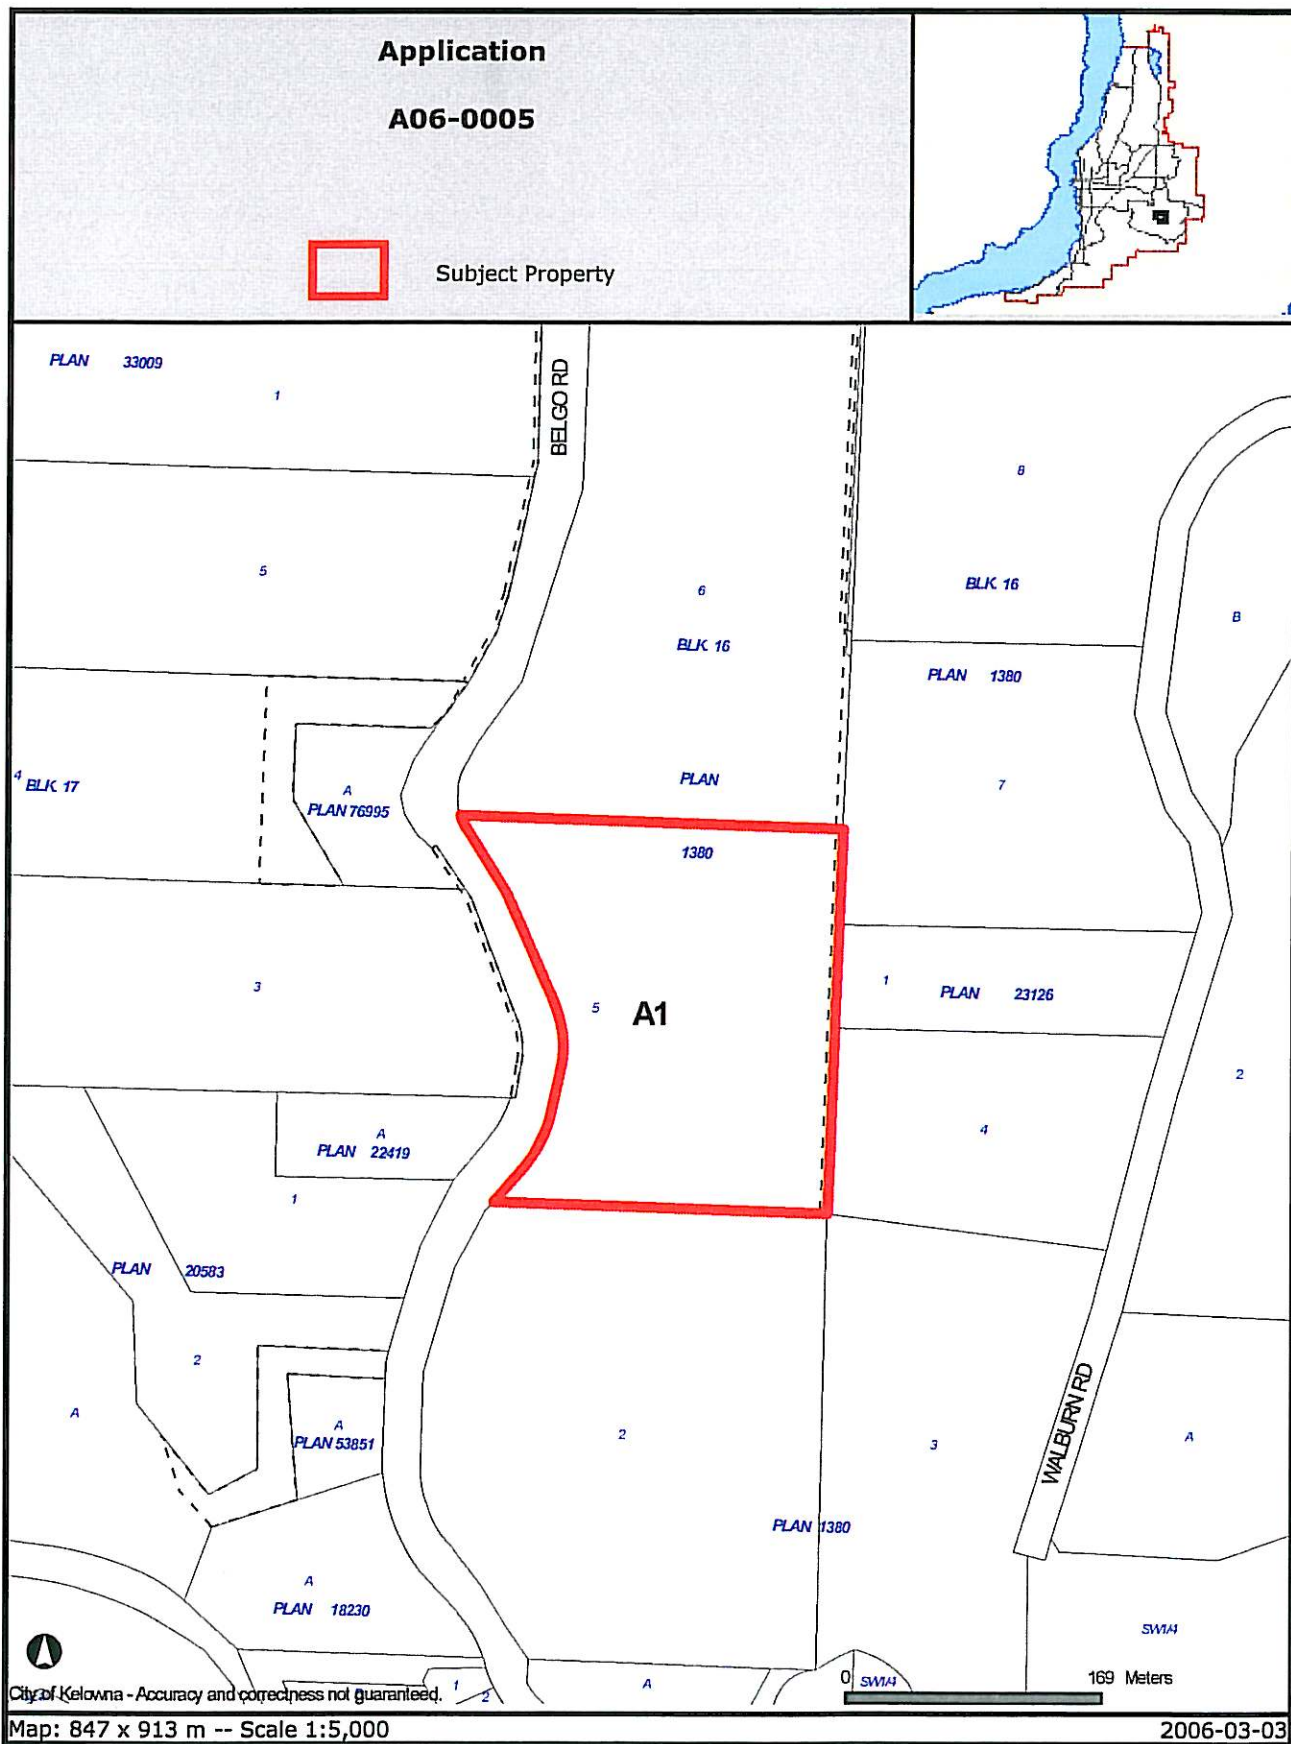 Application
A06-0005
Subject Property
PLAN 33009
1
BELGO RD
8
5
6
BLK 16
BLK 16
B
PLAN 1380
4
BLK 17
A
PLAN 76995
PLAN
7
1380
3
5
A1
1
PLAN 23126
2
4
A
PLAN 22419
1
PLAN 20583
2
A
A
PLAN 53851
2
3
WALBURN RD
A
PLAN 1380
A
PLAN 18230
SW1/4
1
2
A
0
SW1/4
169 Meters
City of Kelowna - Accuracy and correctness not guaranteed.
Map: 847 x 913 m -- Scale 1:5,000
2006-03-03